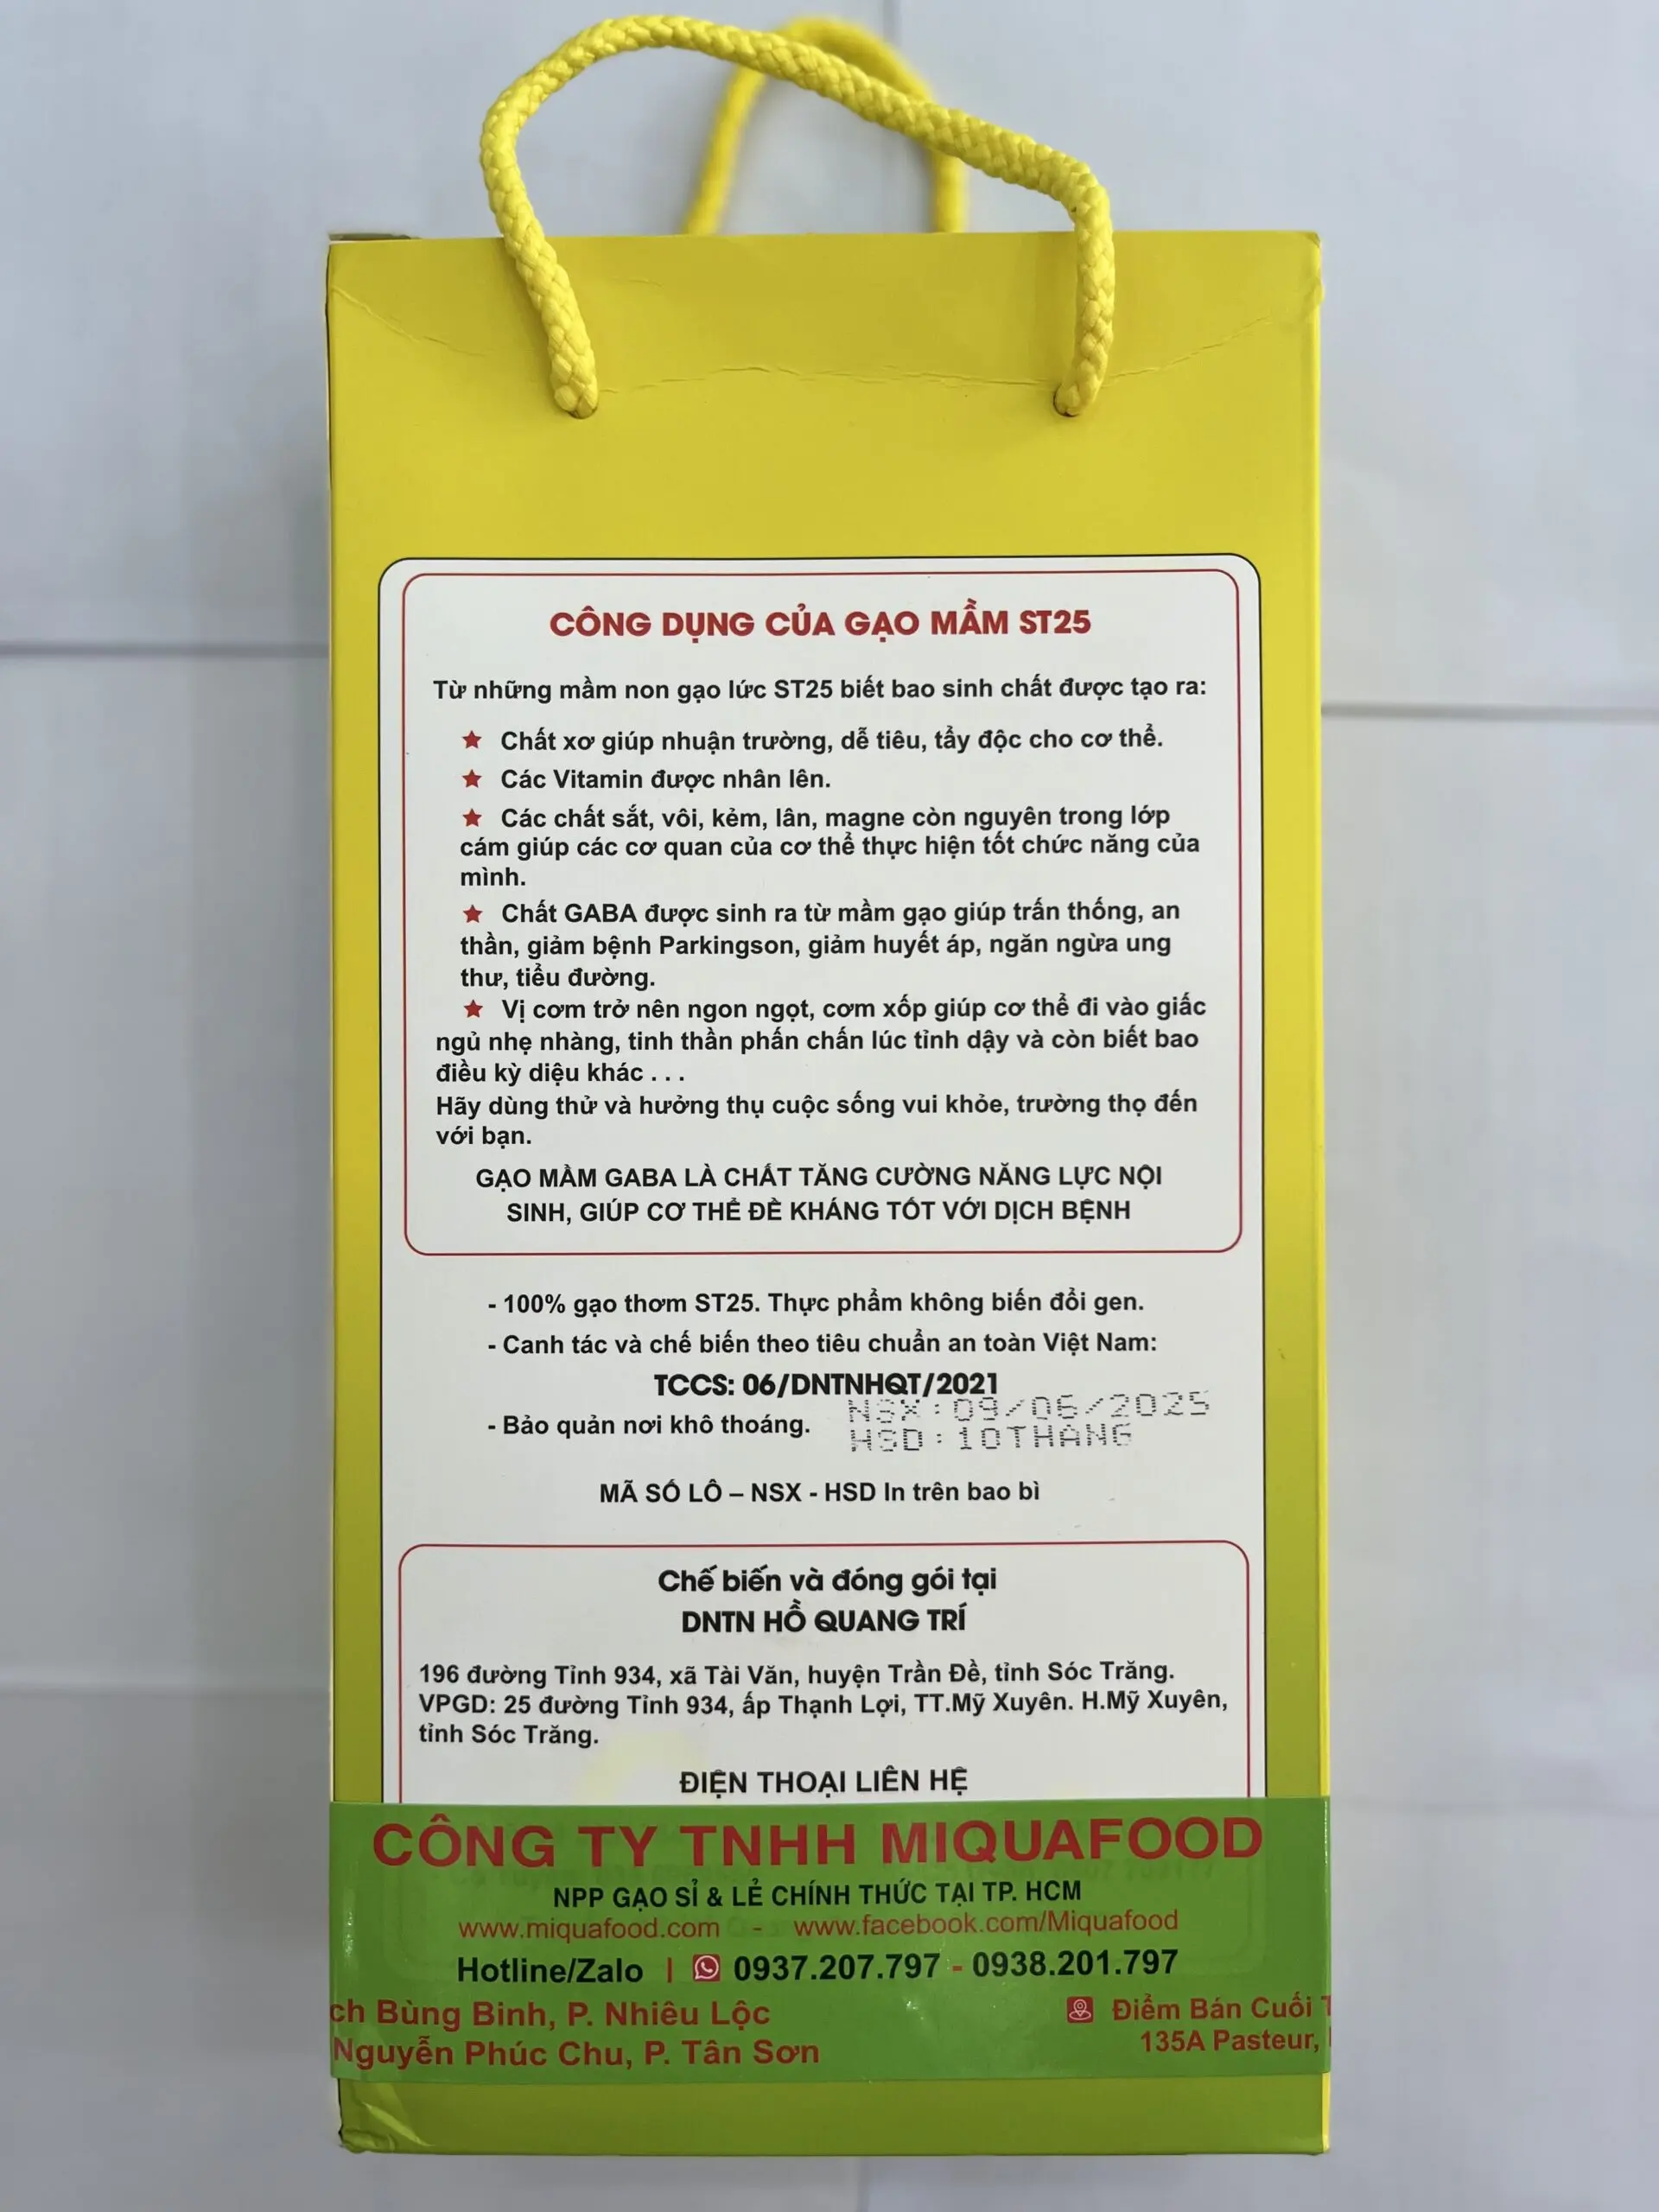 CÔNG DỤNG CỦA GẠO MẦM ST25
Từ những mầm non gạo lức ST25 biết bao sinh chất được tạo ra:
★ Chất xơ giúp nhuận trường, dễ tiêu, tẩy độc cho cơ thể.
★ Các Vitamin được nhân lên.
★ Các chất sắt, vôi, kẻm, lân, magne còn nguyên trong lớp
cám giúp các cơ quan của cơ thể thực hiện tốt chức năng của
mình.
★ Chất GABA được sinh ra từ mầm gạo giúp trấn thống, an
thần, giảm bệnh Parkingson, giảm huyết áp, ngăn ngừa ung
thư, tiểu đường.
★ Vị cơm trở nên ngon ngọt, cơm xốp giúp cơ thể đi vào giấc
ngủ nhẹ nhàng, tinh thần phấn chấn lúc tỉnh dậy và còn biết bao
điều kỳ diệu khác . . .
Hãy dùng thử và hưởng thụ cuộc sống vui khỏe, trường thọ đến
với bạn.
GẠO MẦM GABA LÀ CHẤT TĂNG CƯỜNG NĂNG LỰC NỘI
SINH, GIÚP CƠ THỂ ĐỀ KHÁNG TỐT VỚI DỊCH BỆNH
- 100% gạo thơm ST25. Thực phẩm không biến đổi gen.
- Canh tác và chế biến theo tiêu chuẩn an toàn Việt Nam:
TCCS: 06/DNTNHQT/2021
NSX: 09/06/2025
- Bảo quản nơi khô thoáng.
HSD: 10THANG
MÃ SỐ LÔ – NSX - HSD In trên bao bì
Chế biến và đóng gói tại
DNTN HỒ QUANG TRÍ
196 đường Tỉnh 934, xã Tài Văn, huyện Trần Đề, tỉnh Sóc Trăng.
VPGD: 25 đường Tỉnh 934, ấp Thạnh Lợi, TT.Mỹ Xuyên. H.Mỹ Xuyên,
tỉnh Sóc Trăng.
ĐIỆN THOẠI LIÊN HỆ
CÔNG TY TNHH MIQUAFOOD
NPP GẠO SỈ & LẺ CHÍNH THỨC TẠI TP. HCM
www.miquafood.com - www.facebook.com/Miquafood
Hotline/Zalo | 0937.207.797 - 0938.201.797
ch Bùng Binh, P. Nhiêu Lộc
Điểm Bán Cuối
Nguyễn Phúc Chu, P. Tân Sơn
135A Pasteur,